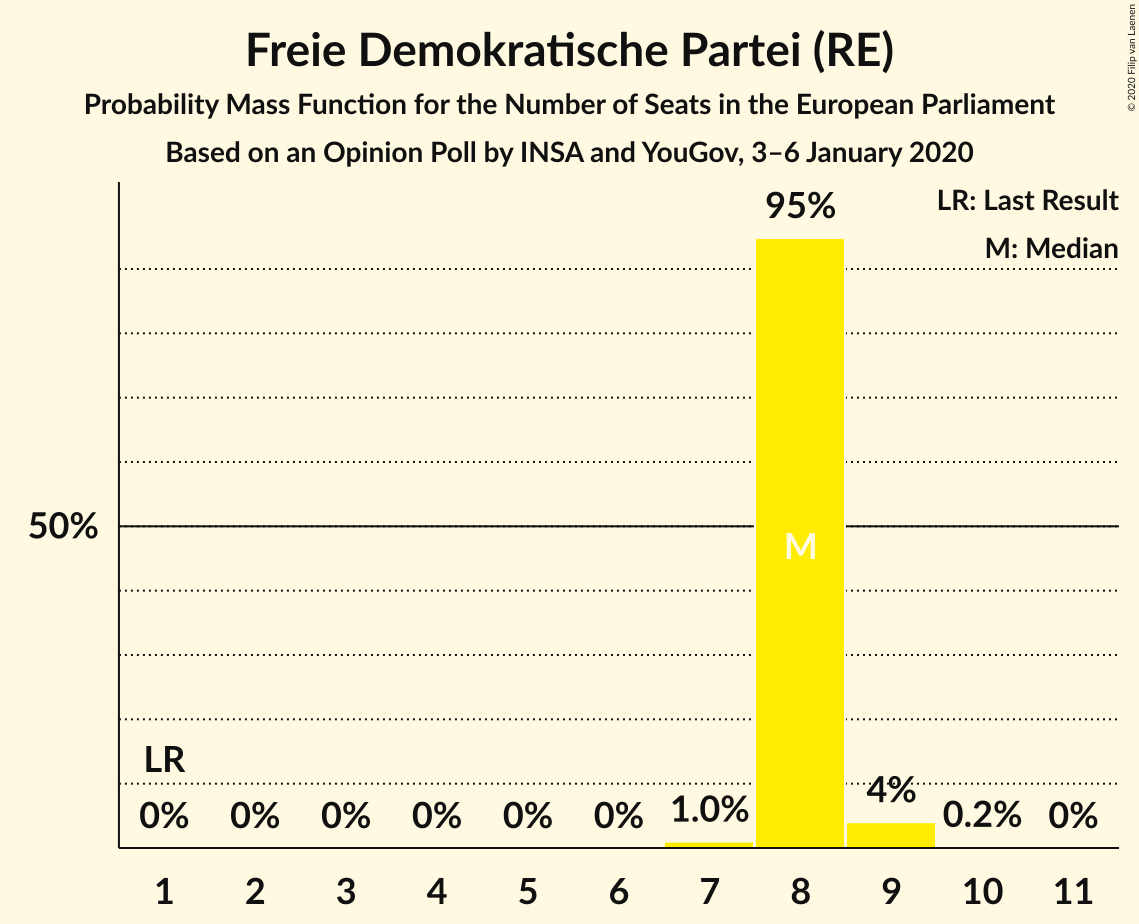 Freie Demokratische Partei (RE)
Probability Mass Function for the Number of Seats in the European Parliament
Based on an Opinion Poll by INSA and YouGov, 3–6 January 2020
© 2020 Filip van Laenen
LR: Last Result
M: Median
95%
50%
M
LR
0% 0% 0% 0% 0% 0% 1.0% 4% 0.2% 0%
1 2 3 4 5 6 7 8 9 10 11